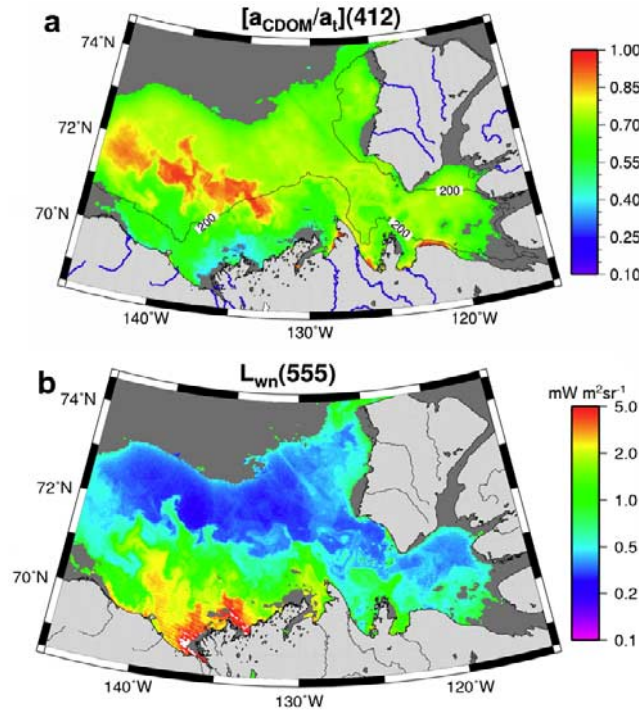 a
[aCDOM/at](412)
74°N
72°N
70°N
200
200
200
140°W
130°W
120°W
1.00
0.85
0.70
0.55
0.40
0.25
0.10
b
Lwn(555)
mW m²sr⁻¹
74°N
72°N
70°N
140°W
130°W
120°W
5.0
2.0
1.0
0.5
0.2
0.1